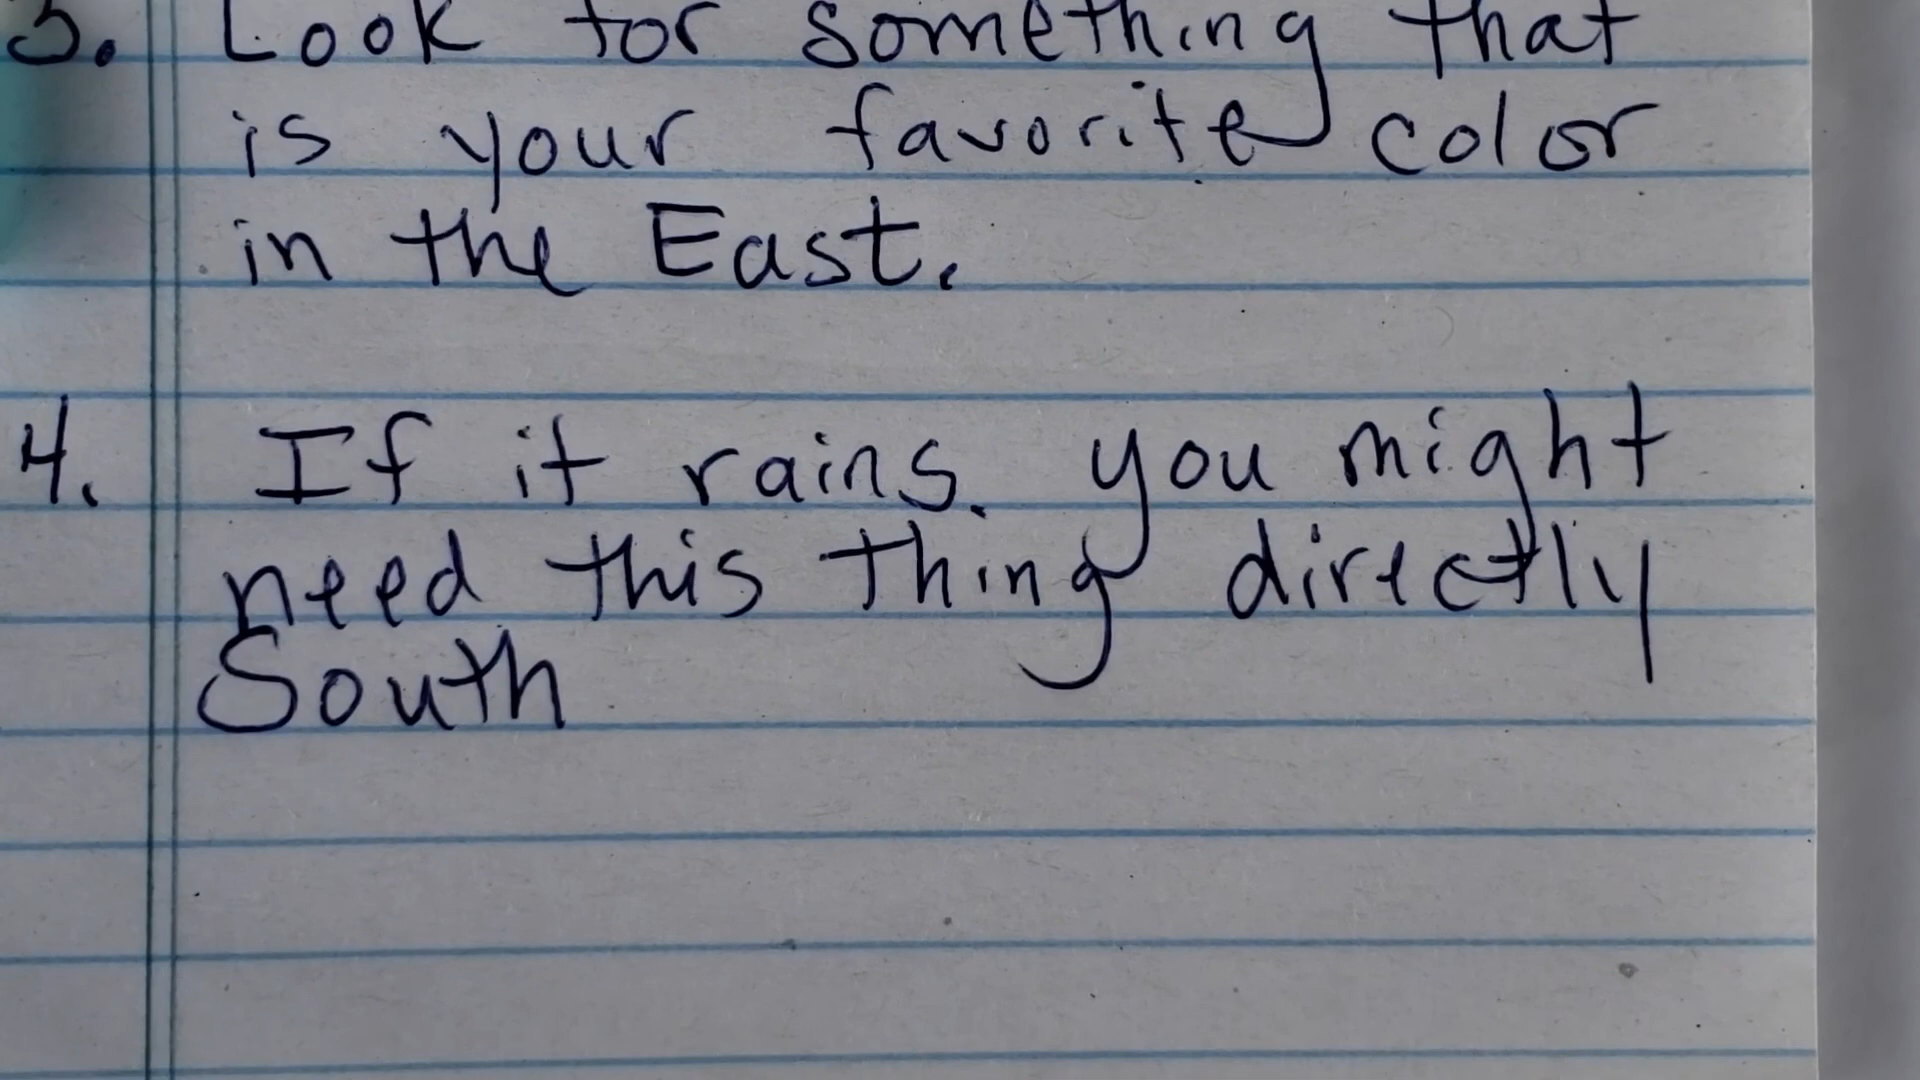 3. Look for something that
is your favorite color
in the East.
4. If it rains, you might
need this thing directly
South